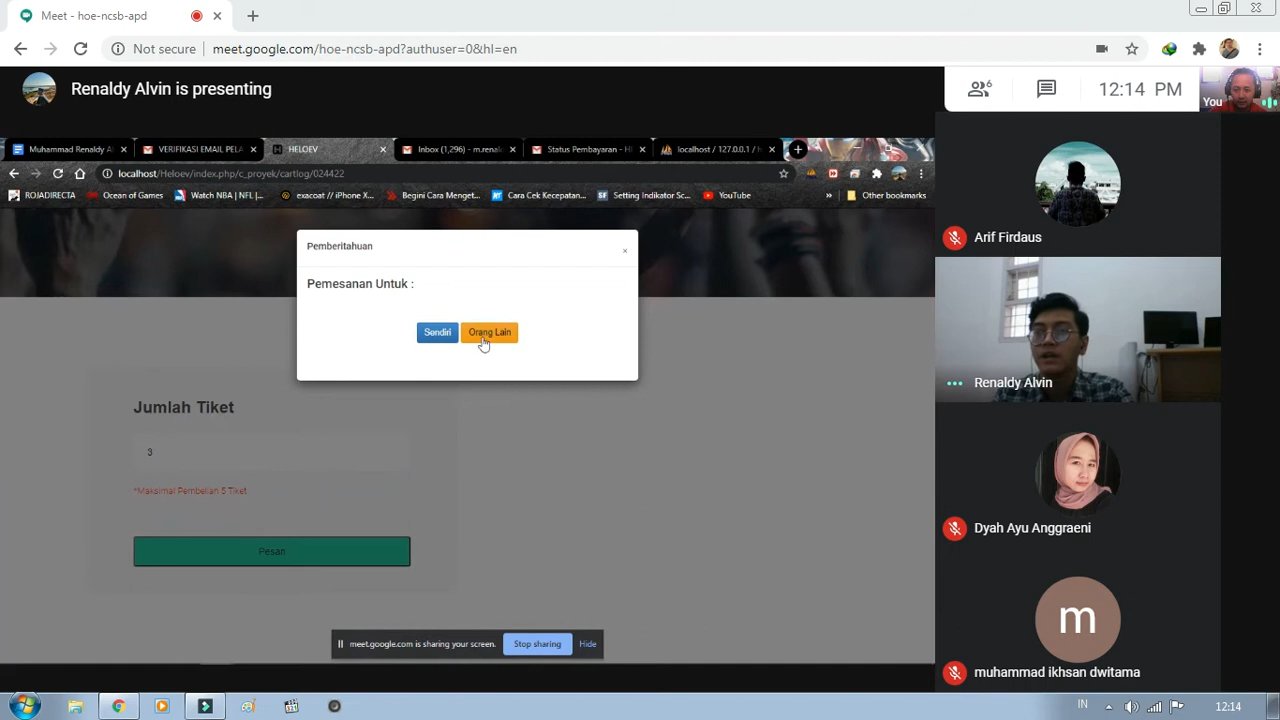 Meet - hoe-ncsb-apd
Not secure
meet.google.com/hoe-ncsb-apd?authuser=0&hl=en
Renaldy Alvin is presenting
6
12:14 PM
You
Muhammad Renaldy A
VERIFIKASI EMAIL PELA
HELOEV
Inbox (1,296) - m.renal
Status Pembayaran - H
localhost / 127.0.0.1 / h
localhost/Heloev/index.php/c_proyek/cartlog/024422
ROJADIRECTA
Ocean of Games
Watch NBA | NFL |...
exacoat // iPhone X...
Begini Cara Menget...
Cara Cek Kecepatan...
Setting Indikator Sc...
YouTube
»
Other bookmarks
Pemberitahuan
×
Pemesanan Untuk :
Sendiri
Orang Lain
Jumlah Tiket
3
*Maksimal Pembelian 5 Tiket
Pesan
meet.google.com is sharing your screen.
Stop sharing
Hide
Arif Firdaus
Renaldy Alvin
Dyah Ayu Anggraeni
m
muhammad ikhsan dwitama
IN
12:14